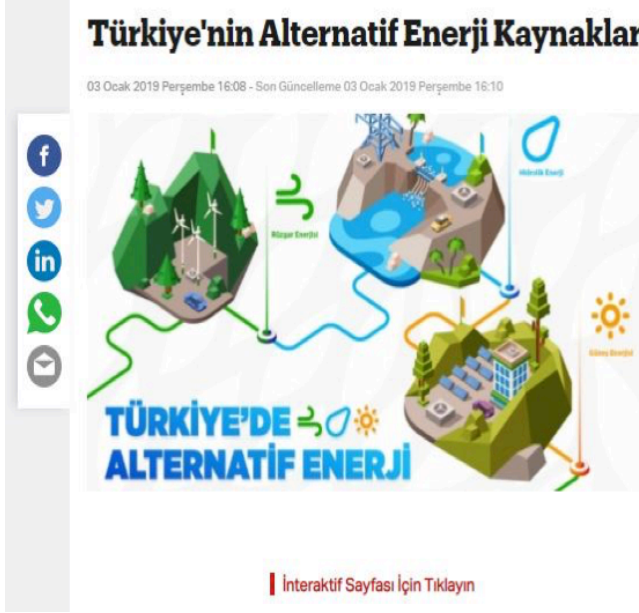 Türkiye'nin Alternatif Enerji Kaynaklar
03 Ocak 2019 Perşembe 16:08 - Son Güncelleme 03 Ocak 2019 Perşembe 16:10
Hidrolik Enerji
Rüzgar Enerjisi
Güneş Enerjisi
TÜRKİYE'DE
ALTERNATİF ENERJİ
İnteraktif Sayfası İçin Tıklayın